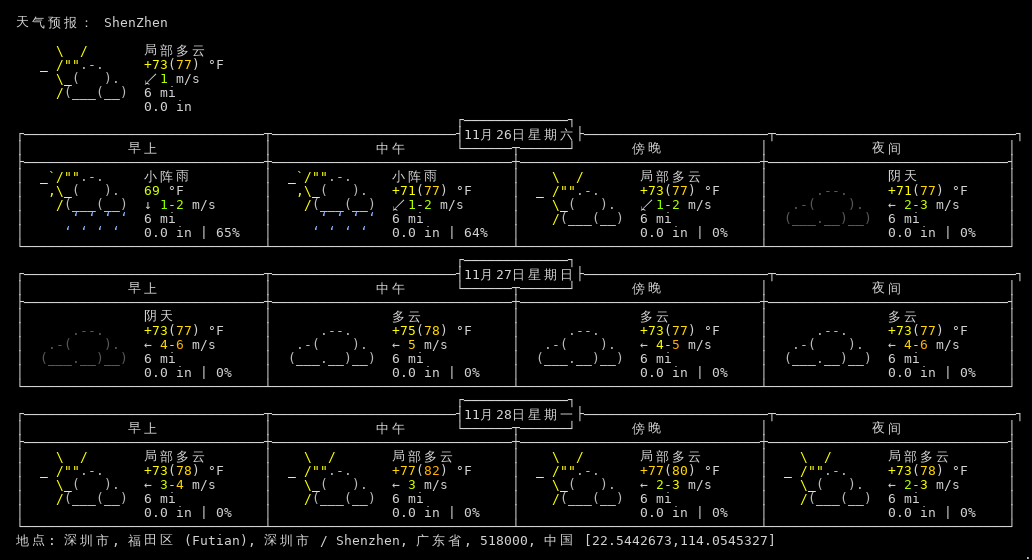 天气预报： ShenZhen
局部多云
+73(77) °F
↙ 1 m/s
6 mi
0.0 in
11月26日星期六
早上 中午 傍晚 夜间
小阵雨 小阵雨 局部多云 阴天
69 °F +71(77) °F +73(77) °F +71(77) °F
↓ 1-2 m/s ↙ 1-2 m/s ↙ 1-2 m/s ← 2-3 m/s
6 mi 6 mi 6 mi 6 mi
0.0 in | 65% 0.0 in | 64% 0.0 in | 0% 0.0 in | 0%
11月27日星期日
早上 中午 傍晚 夜间
阴天 多云 多云 多云
+73(77) °F +75(78) °F +73(77) °F +73(77) °F
← 4-6 m/s ← 5 m/s ← 4-5 m/s ← 4-6 m/s
6 mi 6 mi 6 mi 6 mi
0.0 in | 0% 0.0 in | 0% 0.0 in | 0% 0.0 in | 0%
11月28日星期一
早上 中午 傍晚 夜间
局部多云 局部多云 局部多云 局部多云
+73(78) °F +77(82) °F +77(80) °F +73(78) °F
← 3-4 m/s ← 3 m/s ← 2-3 m/s ← 2-3 m/s
6 mi 6 mi 6 mi 6 mi
0.0 in | 0% 0.0 in | 0% 0.0 in | 0% 0.0 in | 0%
地点: 深圳市, 福田区 (Futian), 深圳市 / Shenzhen, 广东省, 518000, 中国 [22.5442673,114.0545327]